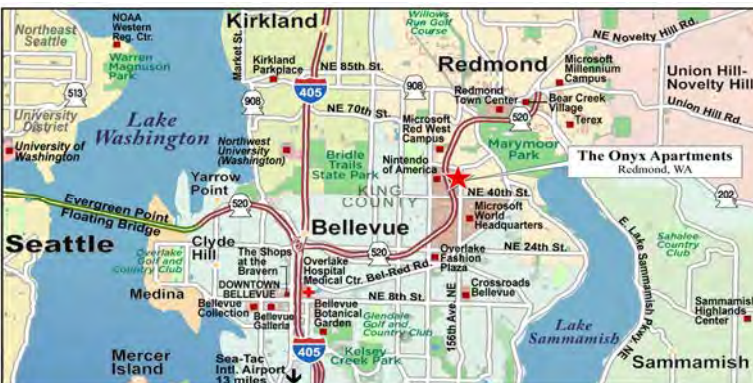 Northeast
Seattle
NOAA
Western
Reg. Ctr.
Warren
Magnuson
Park
513
University
District
University of
Washington
Lake
Washington
Kirkland
Market St.
Kirkland
Parkplace
NE 85th St.
405
908
NE 70th St.
908
Willows
Run Golf
Course
Redmond
NE Novelty Hill Rd.
Microsoft
Millennium
Campus
Union Hill-
Novelty Hill
Union Hill Rd.
Redmond
Town Center
Bear Creek
Village
Terex
520
Microsoft
Red West
Campus
Marymoor
Park
Northwest
University
(Washington)
Bridle
Trails
State Park
Nintendo
of America
The Onyx Apartments
Redmond, WA
Yarrow
Point
KING
COUNTY
NE 40th St.
202
Evergreen Point
Floating Bridge
520
Microsoft
World
Headquarters
Seattle
Bellevue
Clyde
Hill
520
NE 24th St.
E. Lake Sammamish Pkwy. NE
Sahalee
Country
Club
Overlake
Golf and
Country Club
The Shops
at the
Bravern
Overlake
Hospital
Medical Ctr.
Bel-Red Rd.
Overlake
Fashion
Plaza
Medina
DOWNTOWN
BELLEVUE
NE 8th St.
Crossroads
Bellevue
Bellevue
Collection
Bellevue
Galleria
Bellevue
Botanical
Garden
Glendale
Golf and
Country Club
156th Ave. NE
Lake
Sammamish
Sammamish
Highlands
Center
Mercer
Island
Sea-Tac
Intl. Airport
13 miles
405
Kelsey
Creek Park
Sammamish